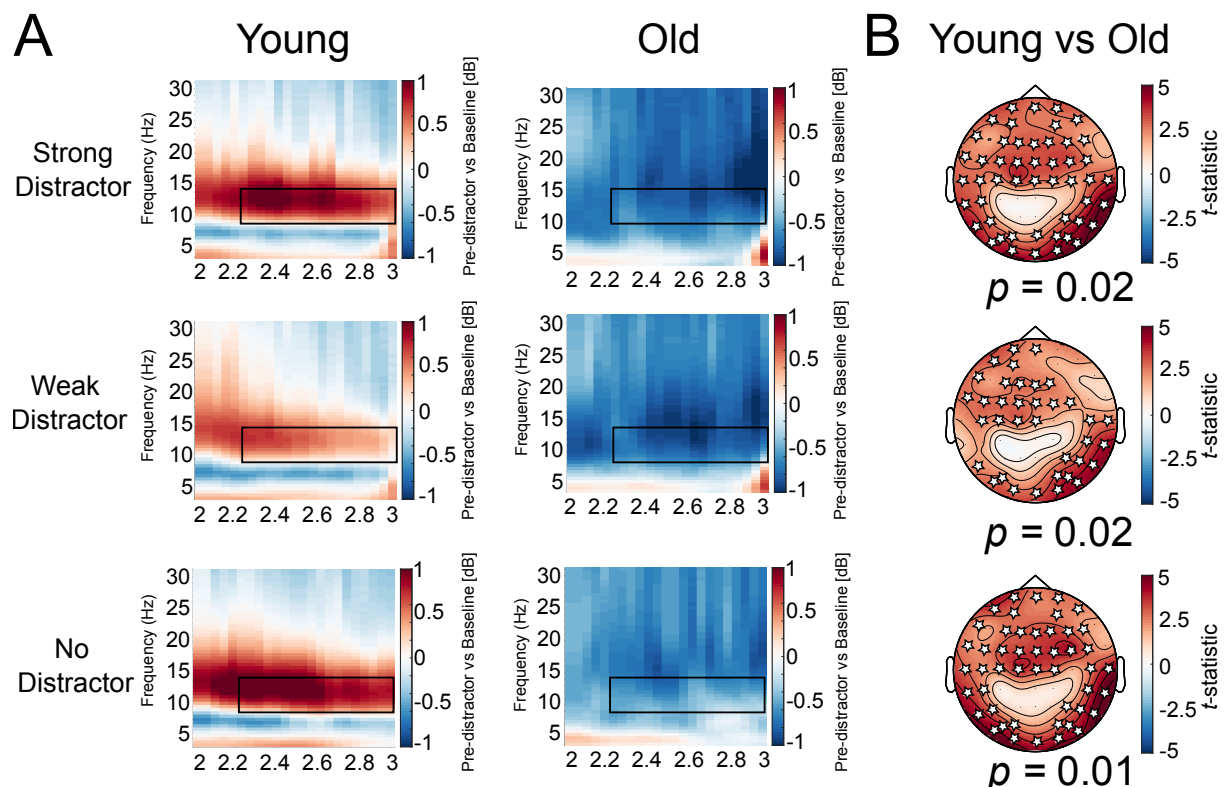 A
Young
Old
B
Young vs Old
Strong
Distractor
Frequency (Hz)
30
25
20
15
10
5
2 2.2 2.4 2.6 2.8 3
1
0.5
0
-0.5
-1
Pre-distractor vs Baseline [dB]
Frequency (Hz)
30
25
20
15
10
5
2 2.2 2.4 2.6 2.8 3
1
0.5
0
-0.5
-1
Pre-distractor vs Baseline [dB]
5
2.5
0
-2.5
-5
t-statistic
p = 0.02
Weak
Distractor
Frequency (Hz)
30
25
20
15
10
5
2 2.2 2.4 2.6 2.8 3
1
0.5
0
-0.5
-1
Pre-distractor vs Baseline [dB]
Frequency (Hz)
30
25
20
15
10
5
2 2.2 2.4 2.6 2.8 3
1
0.5
0
-0.5
-1
Pre-distractor vs Baseline [dB]
5
2.5
0
-2.5
-5
t-statistic
p = 0.02
No
Distractor
Frequency (Hz)
30
25
20
15
10
5
2 2.2 2.4 2.6 2.8 3
1
0.5
0
-0.5
-1
Pre-distractor vs Baseline [dB]
Frequency (Hz)
30
25
20
15
10
5
2 2.2 2.4 2.6 2.8 3
1
0.5
0
-0.5
-1
Pre-distractor vs Baseline [dB]
5
2.5
0
-2.5
-5
t-statistic
p = 0.01